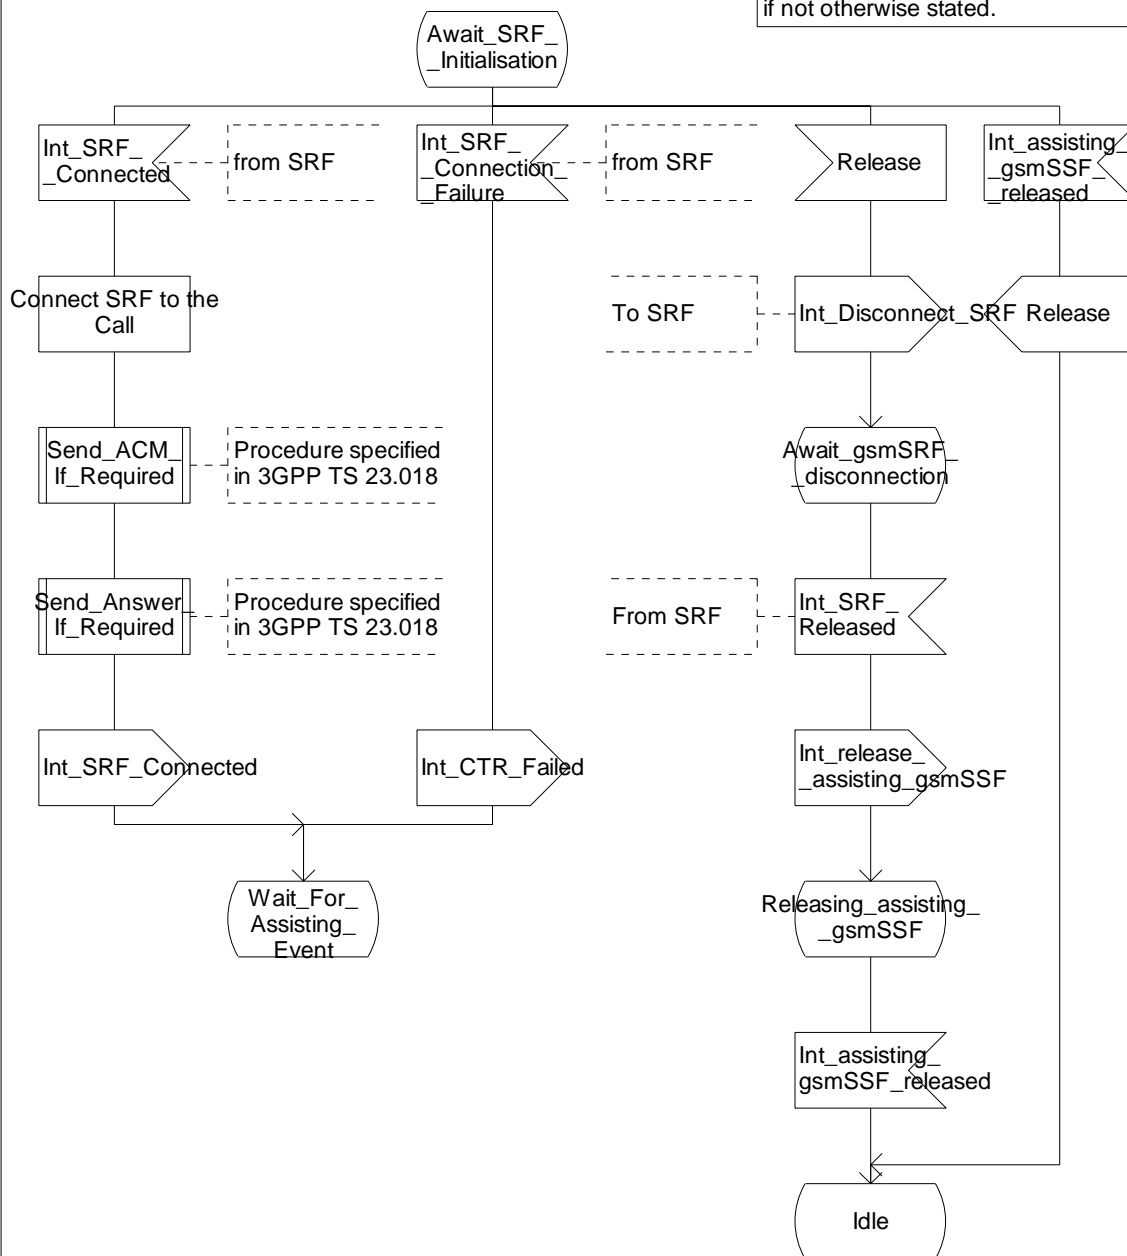 if not otherwise stated.
Await_SRF_
_Initialisation
Int_SRF_
_Connected
from SRF
Int_SRF_
_Connection_
_Failure
from SRF
Release
Int_assisting_
_gsmSSF_
_released
Connect SRF to the
Call
To SRF
Int_Disconnect_SRF
Release
Send_ACM_
If_Required
Procedure specified
in 3GPP TS 23.018
Await_gsmSRF_
_disconnection
Send_Answer_
If_Required
Procedure specified
in 3GPP TS 23.018
From SRF
Int_SRF_
Released
Int_SRF_Connected
Int_CTR_Failed
Int_release_
_assisting_gsmSSF
Wait_For_
Assisting_
Event
Releasing_assisting_
_gsmSSF
Int_assisting_
gsmSSF_released
Idle